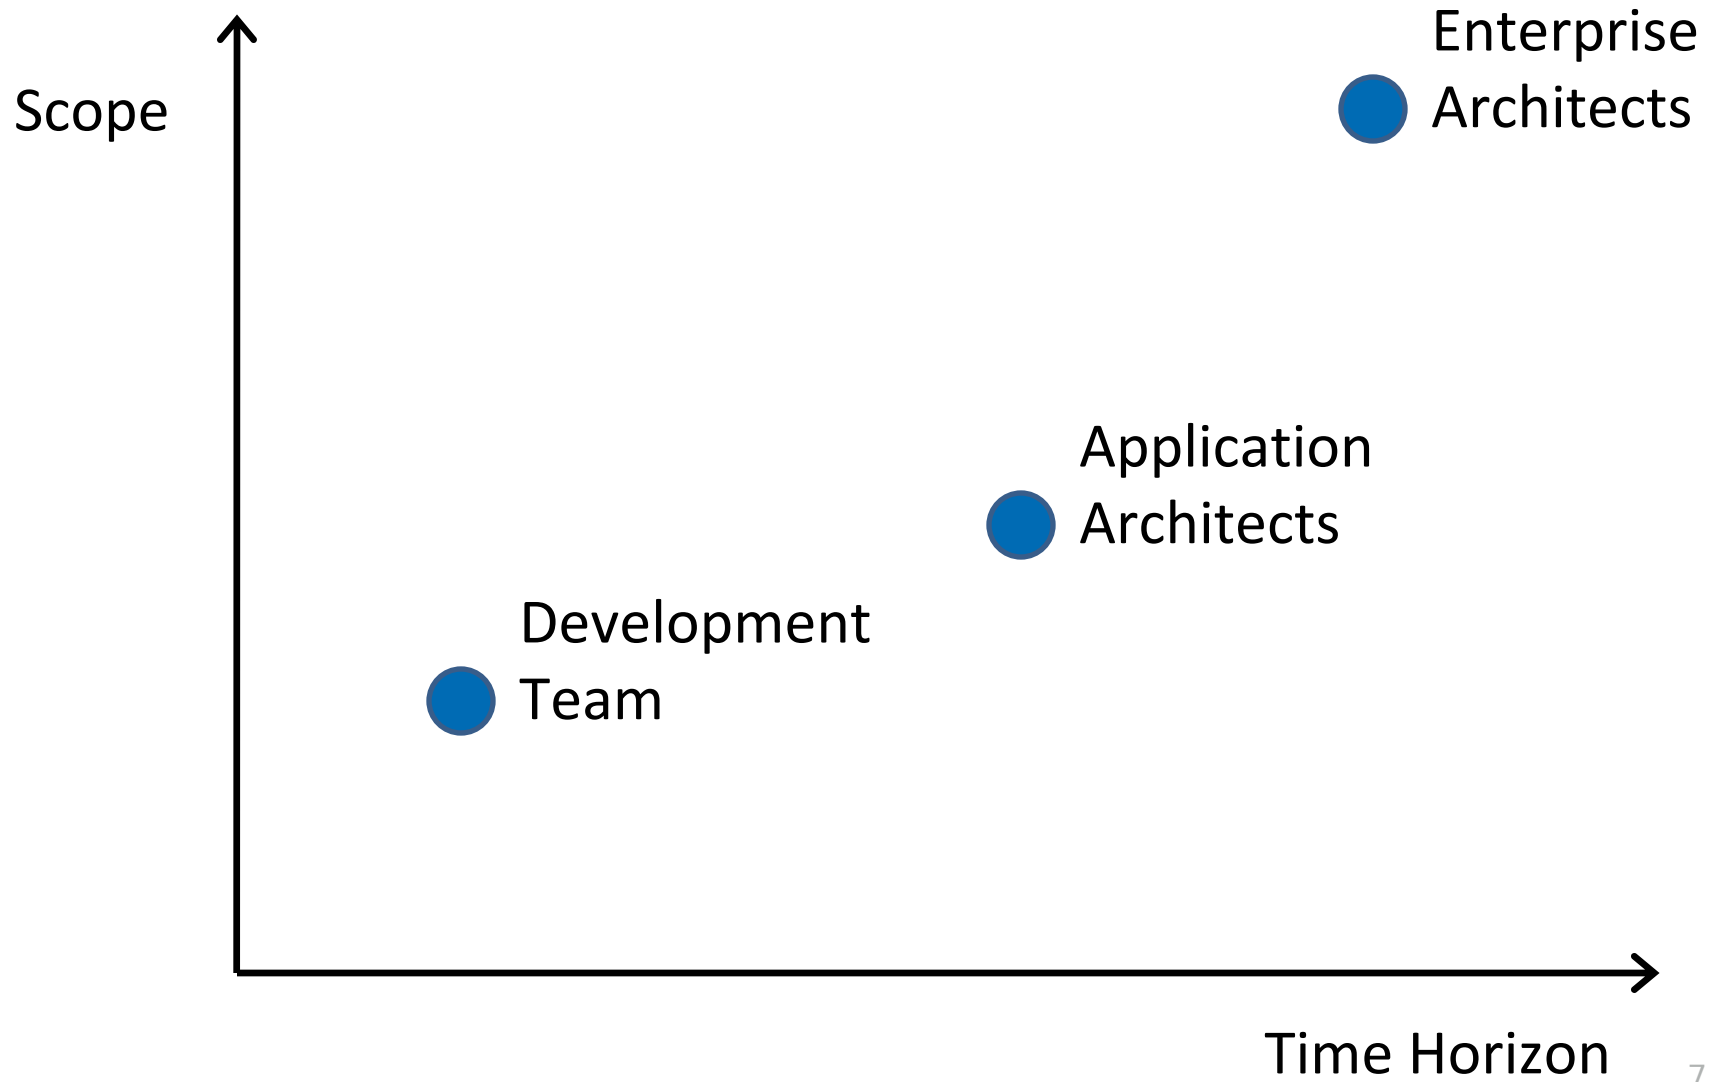 Enterprise
Architects
Scope
Application
Architects
Development
Team
Time Horizon
7